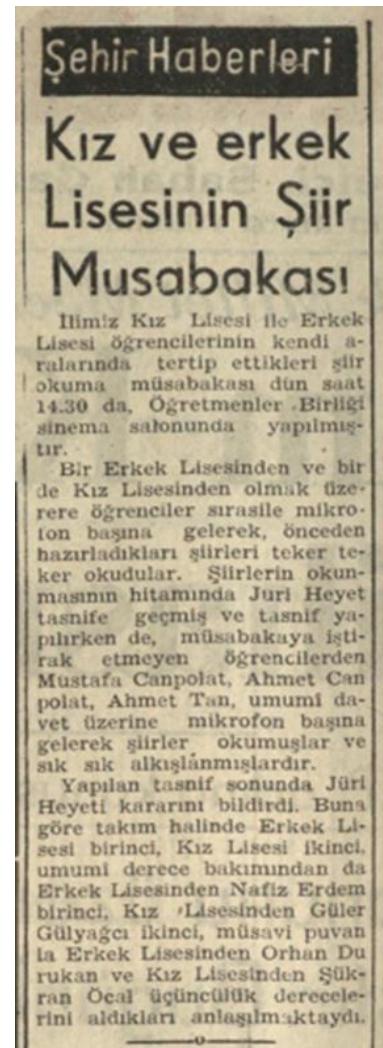 Şehir Haberleri
Kız ve erkek
Lisesinin Şiir
Musabakası
İlimiz Kız Lisesi ile Erkek
Lisesi öğrencilerinin kendi a-
ralarında tertip ettikleri şiir
okuma müsabakası dün saat
14.30 da, Öğretmenler Birliği
sinema salonunda yapılmış-
tır.
Bir Erkek Lisesinden ve bir
de Kız Lisesinden olmak üze-
rere öğrenciler sırasile mikro-
fon başına gelerek, önceden
hazırladıkları şiirleri teker te-
ker okudular. Şiirlerin okun-
masının hitamında Juri Heyet
tasnife geçmiş ve tasnif ya-
pılırken de, müsabakaya işti-
rak etmeyen öğrencilerden
Mustafa Canpolat, Ahmet Can
polat, Ahmet Tan, umumi da-
vet üzerine mikrofon başına
gelerek şiirler okumuşlar ve
sık sık alkışlánmışlardır.
Yapılan tasnif sonunda Jüri
Heyeti kararını bildirdi. Buna
göre takım halinde Erkek Li-
sesi birinci, Kız Lisesi ikinci,
umumi derece bakımından da
Erkek Lisesinden Nafiz Erdem
birinci, Kız Lisesinden Güler
Gülyağcı ikinci, müsavi puvan
la Erkek Lisesinden Orhan Du
rukan ve Kız Lisesinden Şük-
ran Öcal üçüncülük derecele-
rini aldıkları anlaşılmaktaydı.